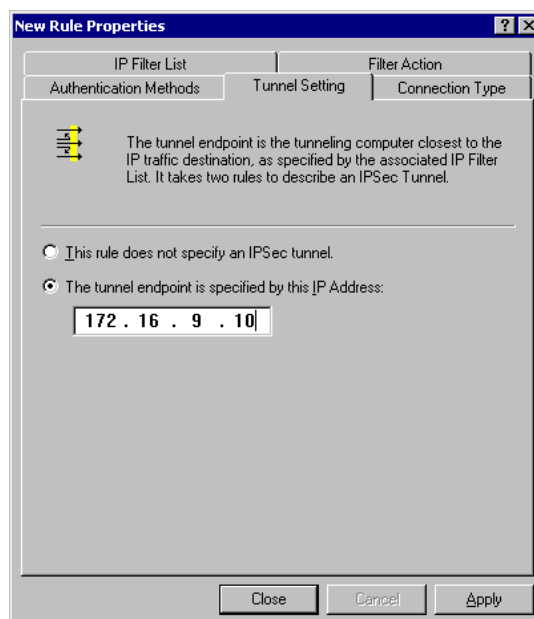 New Rule Properties
IP Filter List
Filter Action
Authentication Methods
Tunnel Setting
Connection Type
The tunnel endpoint is the tunneling computer closest to the
IP traffic destination, as specified by the associated IP Filter
List. It takes two rules to describe an IPSec Tunnel.
This rule does not specify an IPSec tunnel.
The tunnel endpoint is specified by this IP Address:
172 . 16 . 9 . 10
Close
Cancel
Apply